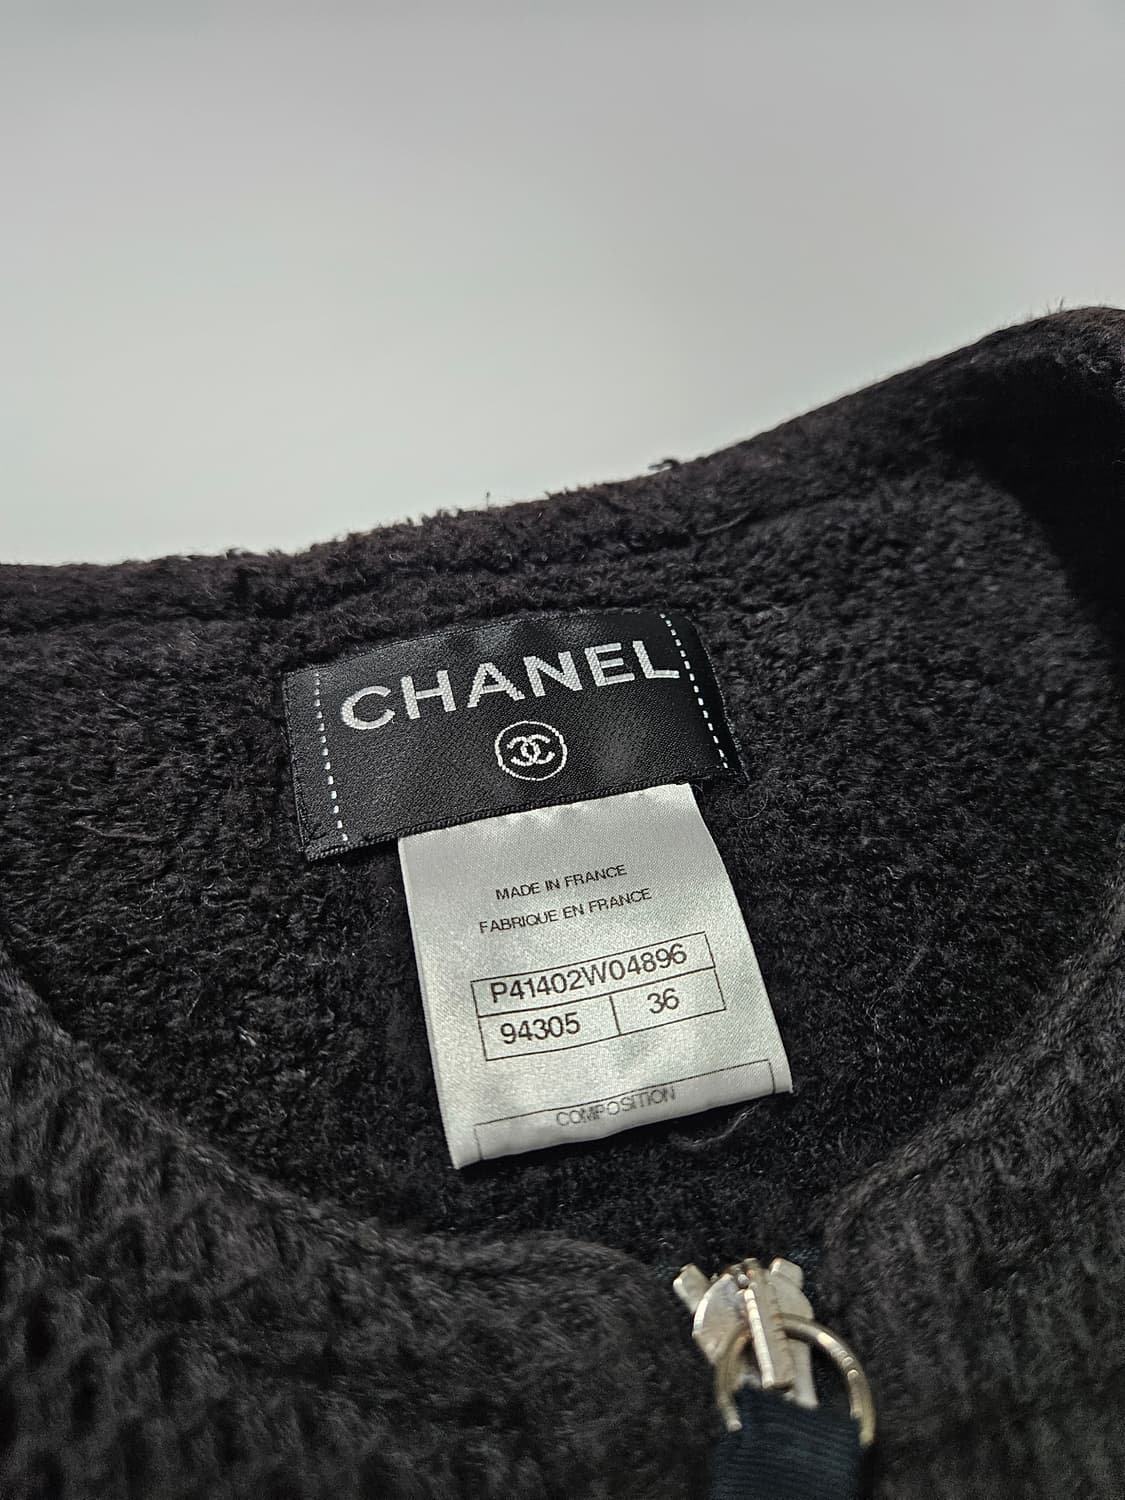 CHANEL
MADE IN FRANCE
FABRIQUE EN FRANCE
P41402W04896
94305 36
COMPOSITION